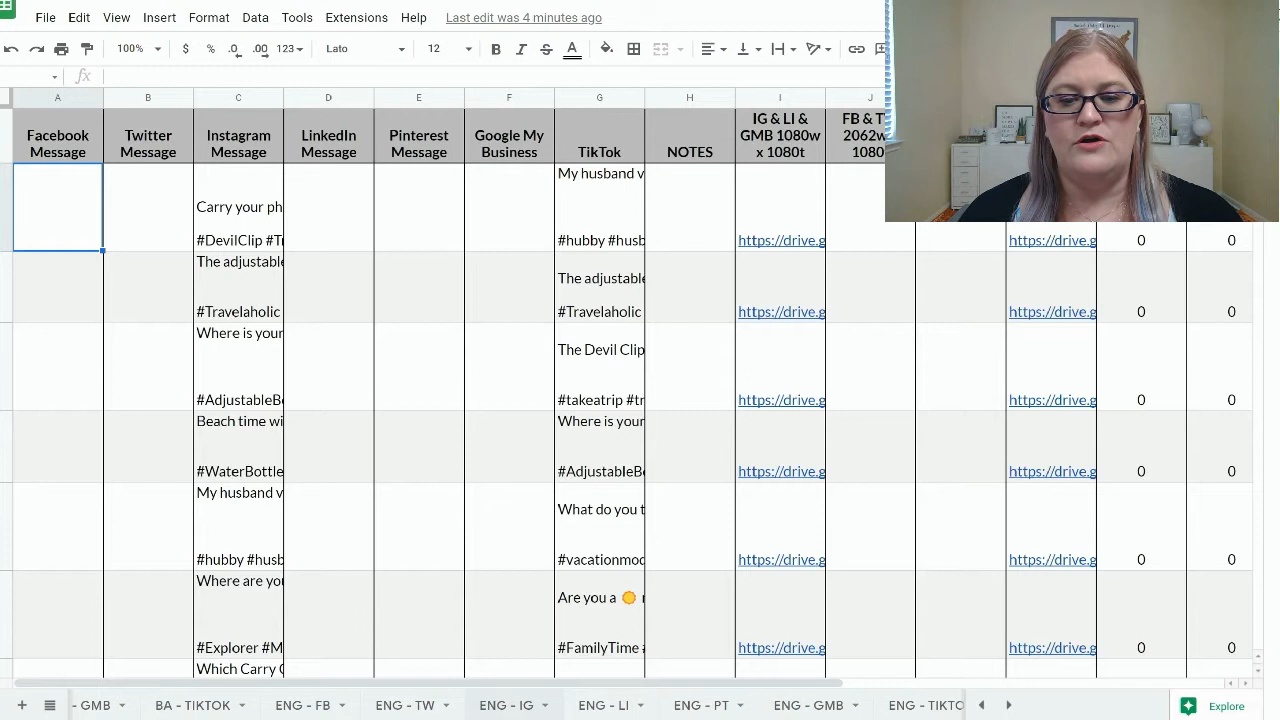 File Edit View Insert Format Data Tools Extensions Help Last edit was 4 minutes ago
100% $ % .0 .00 123 Lato 12 B I S A
fx
A B C D E F G H I J
Facebook Message
Twitter Message
Instagram Message
LinkedIn Message
Pinterest Message
Google My Business
TikTok
NOTES
IG & LI & GMB 1080w x 1080t
FB & T
2062w
1080
My husband v
Carry your ph
#DevilClip #Tr
#hubby #husb
https://drive.g
https://drive.g
0 0
The adjustable
The adjustable
#Travelaholic
#Travelaholic
https://drive.g
https://drive.g
0 0
Where is your
The Devil Clip
#AdjustableBe
#takeatrip #tr
https://drive.g
https://drive.g
0 0
Beach time wi
Where is your
#WaterBottle
#AdjustableBe
https://drive.g
https://drive.g
0 0
My husband v
What do you t
#hubby #husb
#vacationmod
https://drive.g
https://drive.g
0 0
Where are you
Are you a ☀️
#Explorer #M
#FamilyTime #
https://drive.g
https://drive.g
0 0
Which Carry C
- GMB BA - TIKTOK ENG - FB ENG - TW ENG - IG ENG - LI ENG - PT ENG - GMB ENG - TIKTO Explore